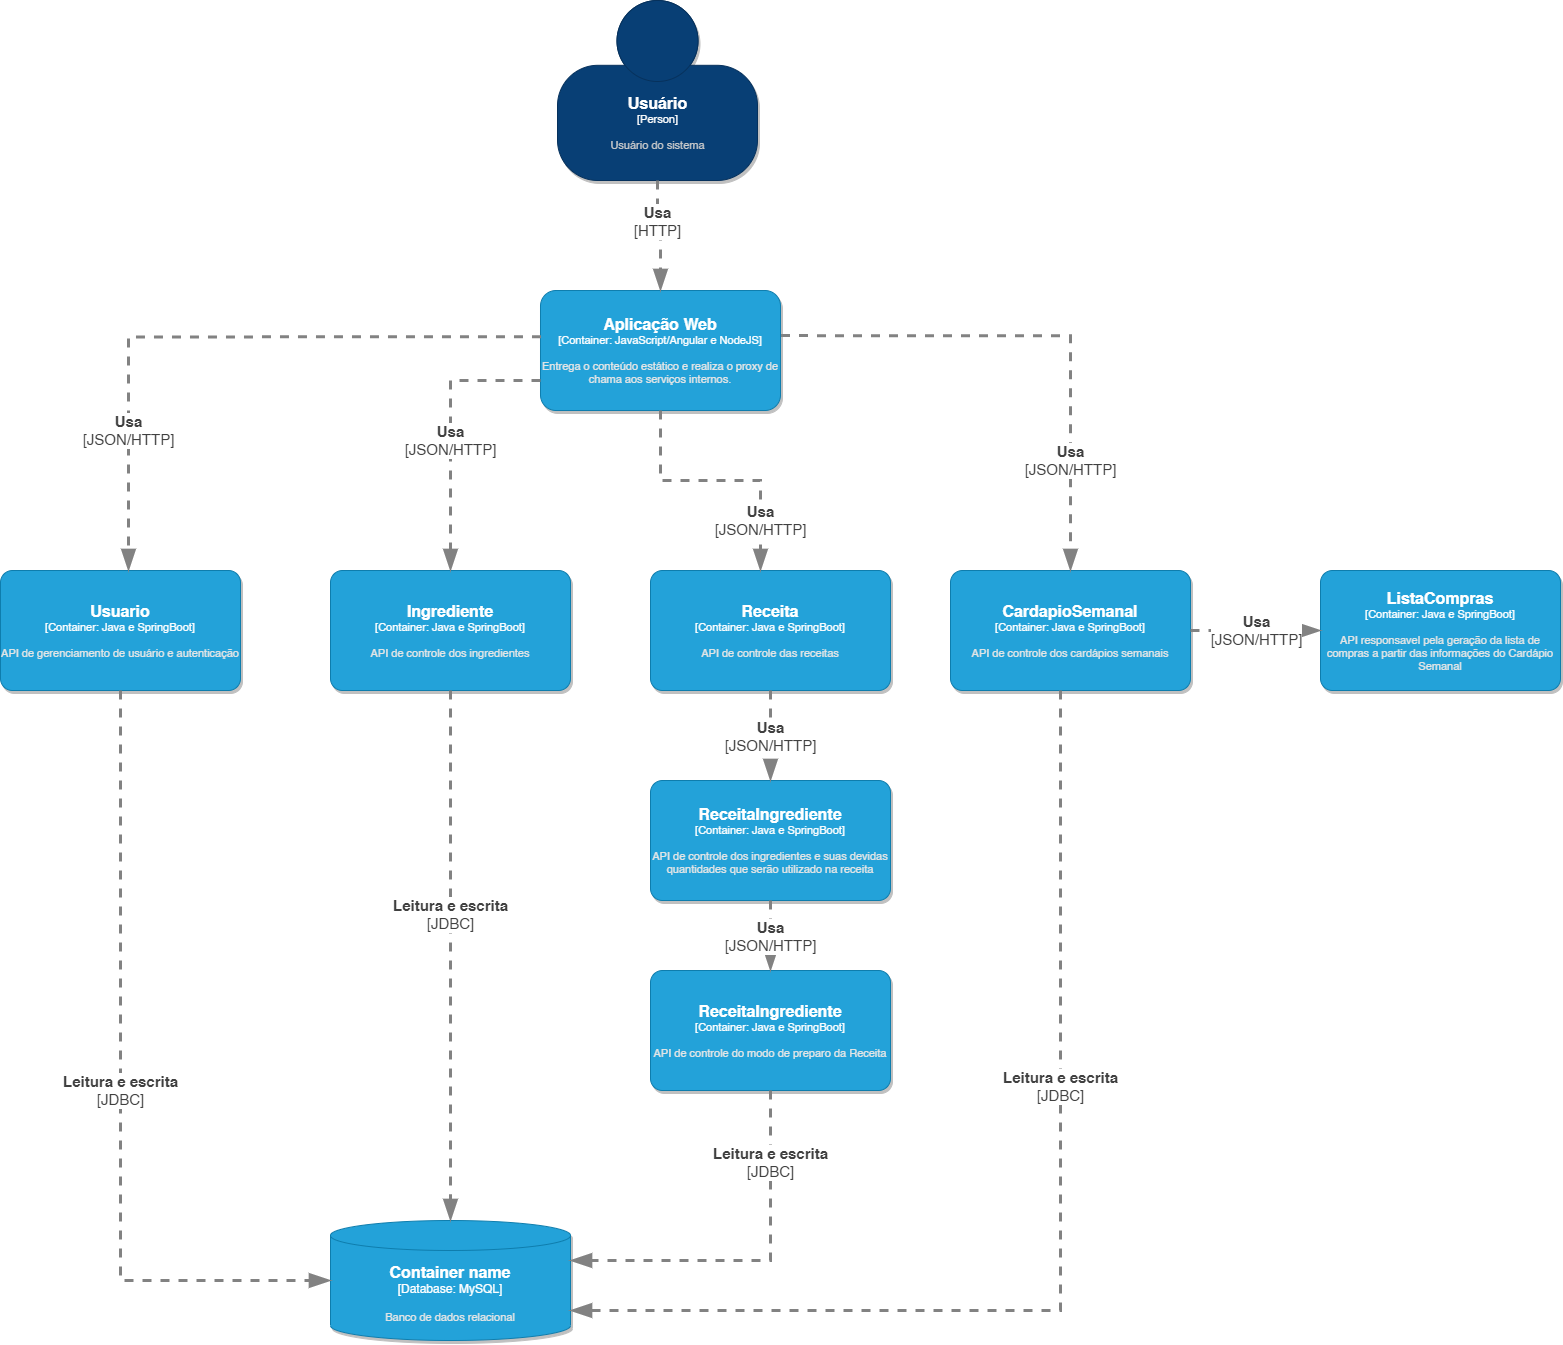 Usuário
[Person]
Usuário do sistema
Usa
[HTTP]
Aplicação Web
[Container: JavaScript/Angular e NodeJS]
Entrega o conteúdo estático e realiza o proxy de
chama aos serviços internos.
Usa
[JSON/HTTP]
Usa
[JSON/HTTP]
Usa
[JSON/HTTP]
Usa
[JSON/HTTP]
Usuario
[Container: Java e SpringBoot]
API de gerenciamento de usuário e autenticação
Ingrediente
[Container: Java e SpringBoot]
API de controle dos ingredientes
Receita
[Container: Java e SpringBoot]
API de controle das receitas
CardapioSemanal
[Container: Java e SpringBoot]
API de controle dos cardápios semanais
Usa
[JSON/HTTP]
ListaCompras
[Container: Java e SpringBoot]
API responsavel pela geração da lista de
compras a partir das informações do Cardápio
Semanal
Usa
[JSON/HTTP]
ReceitaIngrediente
[Container: Java e SpringBoot]
API de controle dos ingredientes e suas devidas
quantidades que serão utilizado na receita
Leitura e escrita
[JDBC]
Usa
[JSON/HTTP]
ReceitaIngrediente
[Container: Java e SpringBoot]
API de controle do modo de preparo da Receita
Leitura e escrita
[JDBC]
Leitura e escrita
[JDBC]
Leitura e escrita
[JDBC]
Container name
[Database: MySQL]
Banco de dados relacional